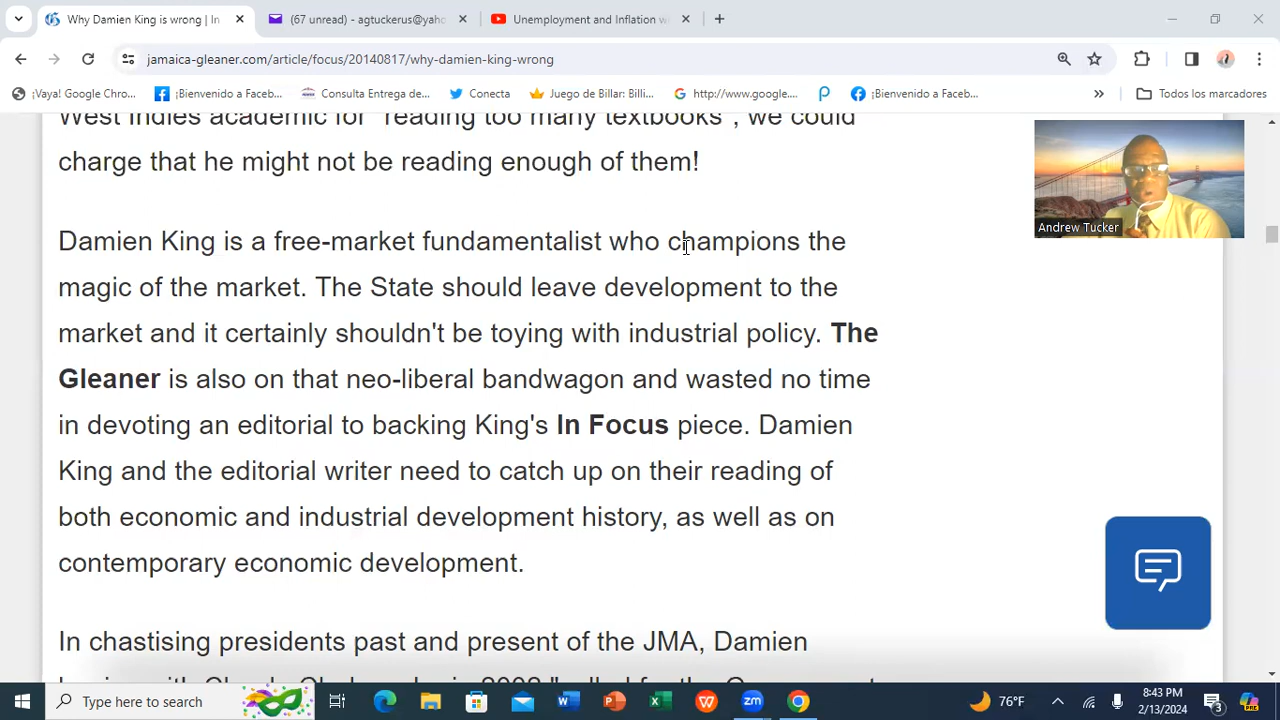 Why Damien King is wrong | In
(67 unread) - agtuckerus@yaho
Unemployment and Inflation w
jamaica-gleaner.com/article/focus/20140817/why-damien-king-wrong
¡Vaya! Google Chro...
¡Bienvenido a Faceb...
Consulta Entrega de...
Conecta
Juego de Billar: Billi...
http://www.google....
¡Bienvenido a Faceb...
Todos los marcadores
West Indies academic for "reading too many textbooks", we could
charge that he might not be reading enough of them!
Andrew Tucker
Damien King is a free-market fundamentalist who champions the
magic of the market. The State should leave development to the
market and it certainly shouldn't be toying with industrial policy. The
Gleaner is also on that neo-liberal bandwagon and wasted no time
in devoting an editorial to backing King's In Focus piece. Damien
King and the editorial writer need to catch up on their reading of
both economic and industrial development history, as well as on
contemporary economic development.
In chastising presidents past and present of the JMA, Damien
Type here to search
76°F
8:43 PM
2/13/2024
3